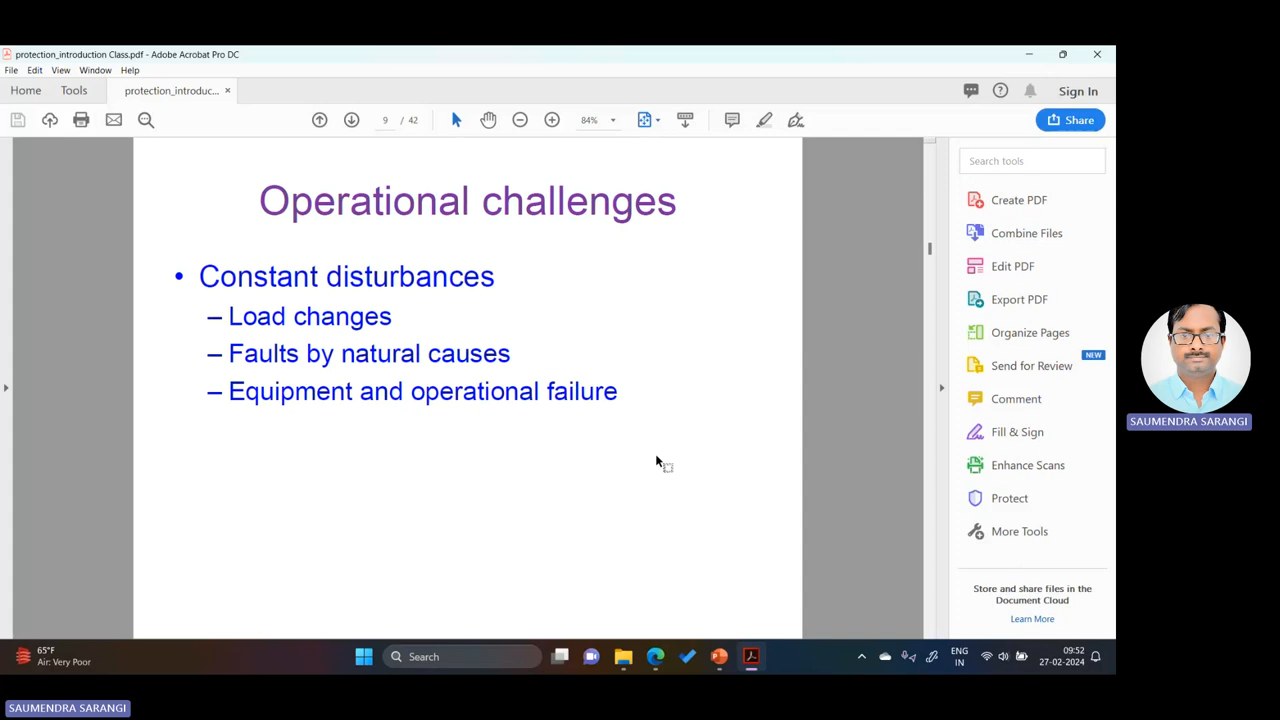 protection_introduction Class.pdf - Adobe Acrobat Pro DC
File Edit View Window Help
Home Tools protection_introduc... ×
Sign In
9 / 42
84%
Share
Operational challenges
• Constant disturbances
– Load changes
– Faults by natural causes
– Equipment and operational failure
Search tools
Create PDF
Combine Files
Edit PDF
Export PDF
Organize Pages
Send for Review
NEW
Comment
Fill & Sign
Enhance Scans
Protect
More Tools
Store and share files in the
Document Cloud
Learn More
SAUMENDRA SARANGI
65°F
Air: Very Poor
Search
ENG
IN
09:52
27-02-2024
SAUMENDRA SARANGI